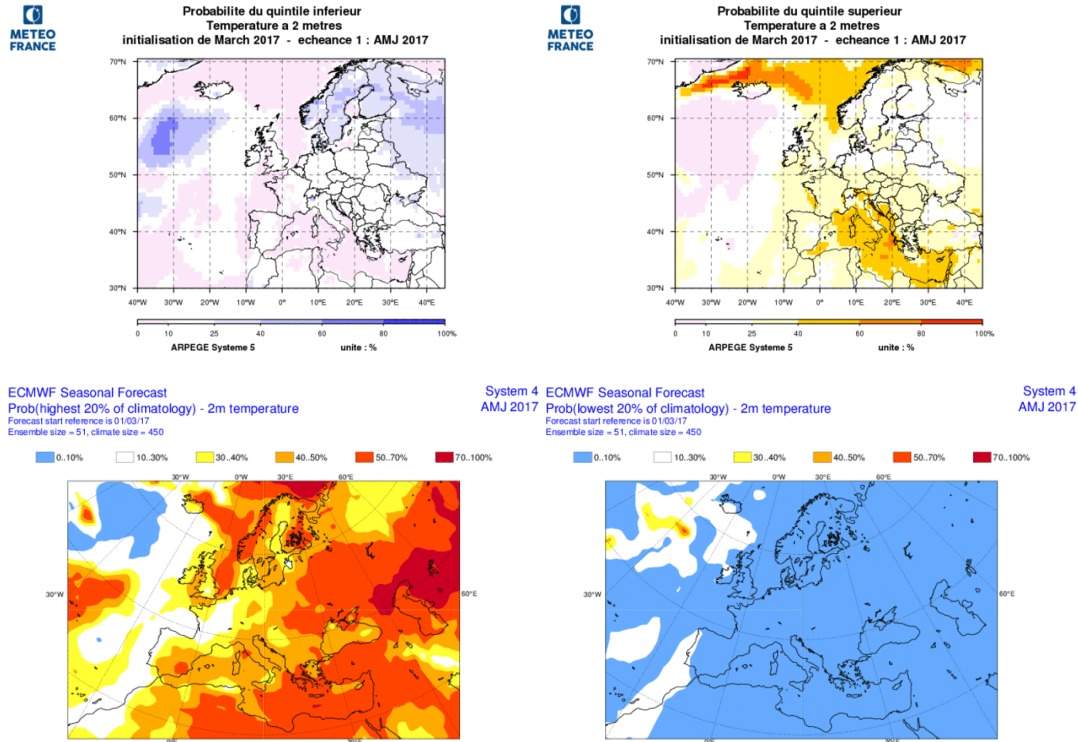 METEO
FRANCE
Probabilite du quintile inferieur
Temperature a 2 metres
initialisation de March 2017 - echeance 1 : AMJ 2017
70°N
60°N
50°N
40°N
30°N
40°W 30°W 20°W 10°W 0° 10°E 20°E 30°E 40°E
0 10 25 40 60 80 100%
ARPEGE Systeme 5 unite : %
METEO
FRANCE
Probabilite du quintile superieur
Temperature a 2 metres
initialisation de March 2017 - echeance 1 : AMJ 2017
70°N
60°N
50°N
40°N
30°N
40°W 30°W 20°W 10°W 0° 10°E 20°E 30°E 40°E
0 10 25 40 60 80 100%
ARPEGE Systeme 5 unite : %
ECMWF Seasonal Forecast System 4
Prob(highest 20% of climatology) - 2m temperature AMJ 2017
Forecast start reference is 01/03/17
Ensemble size = 51, climate size = 450
0..10% 10..30% 30..40% 40..50% 50..70% 70..100%
30°W 0°W 30°E 60°E
30°W 60°E
ECMWF Seasonal Forecast System 4
Prob(lowest 20% of climatology) - 2m temperature AMJ 2017
Forecast start reference is 01/03/17
Ensemble size = 51, climate size = 450
0..10% 10..30% 30..40% 40..50% 50..70% 70..100%
30°W 0°W 30°E 60°E
30°W 60°E